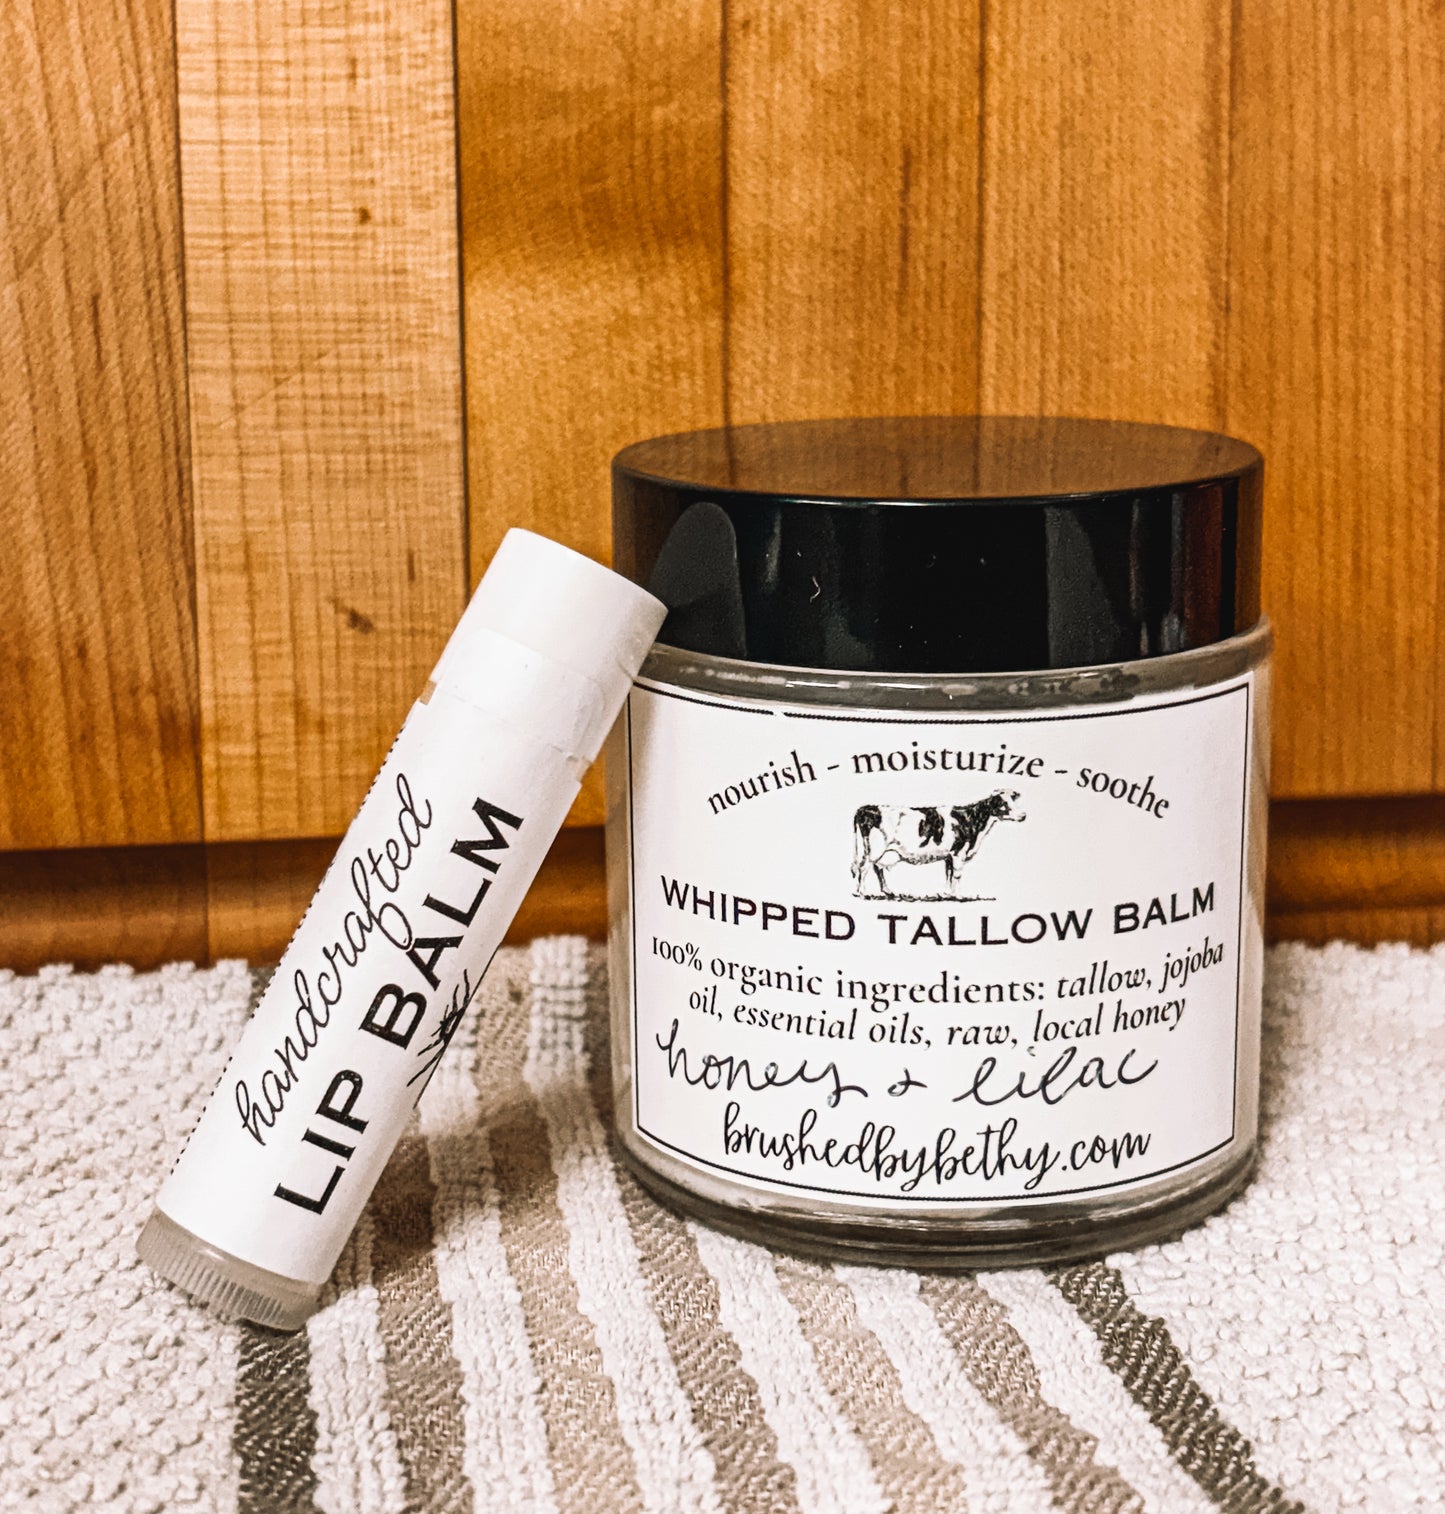 handcrafted
LIP BALM
nourish - moisturize - soothe
WHIPPED TALLOW BALM
100% organic ingredients: tallow, jojoba
oil, essential oils, raw, local honey
honey + lilac
brushedbybethy.com